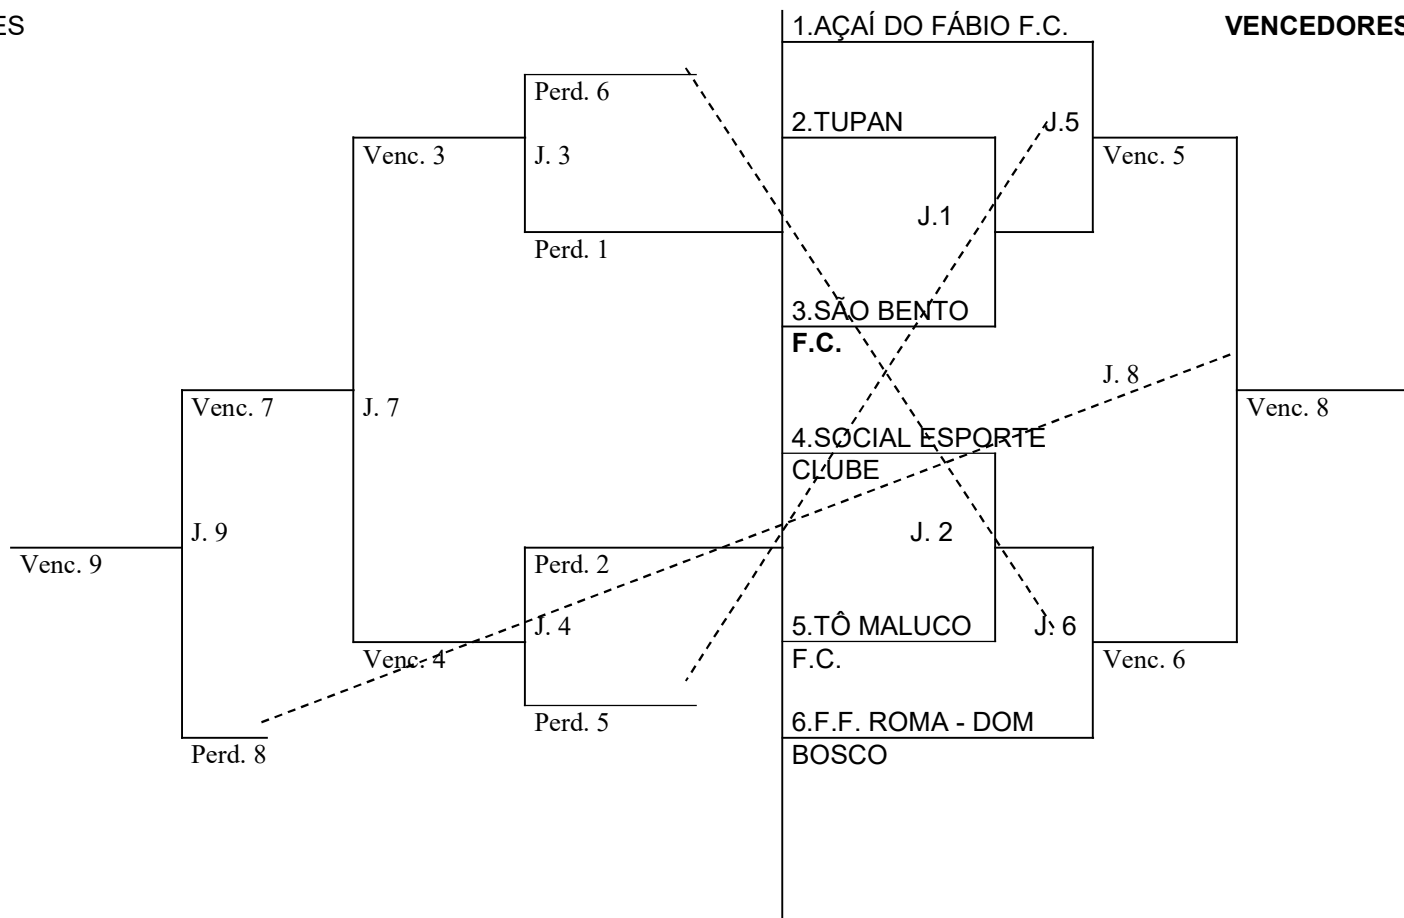 ES
1.AÇAÍ DO FÁBIO F.C.
VENCEDORES
Perd. 6
2.TUPAN
J.5
Venc. 3
J. 3
Venc. 5
J.1
Perd. 1
3.SÃO BENTO
F.C.
J. 8
Venc. 7
J. 7
Venc. 8
4.SOCIAL ESPORTE
CLUBE
J. 9
J. 2
Venc. 9
Perd. 2
J. 4
5.TÔ MALUCO
F.C.
J. 6
Venc. 4
Venc. 6
Perd. 5
6.F.F. ROMA - DOM
BOSCO
Perd. 8